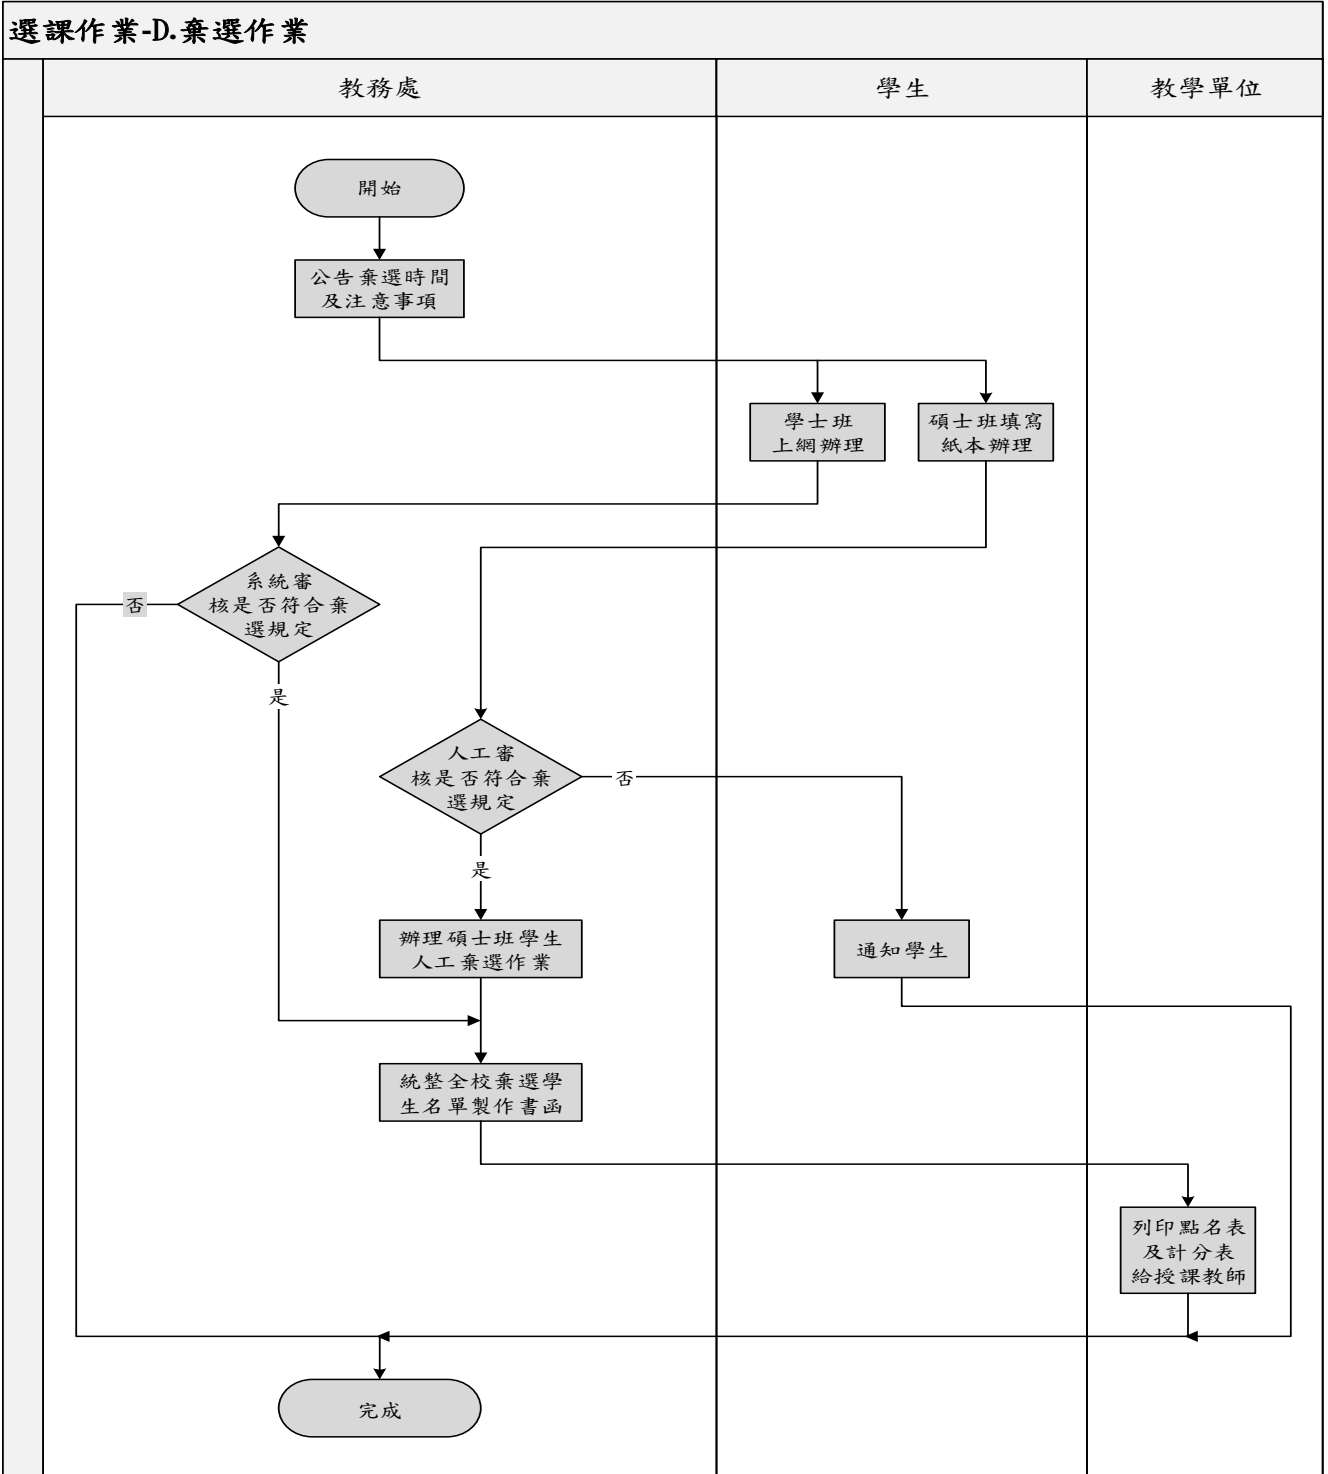 選課作業-D.棄選作業
教務處
學生
教學單位
開始
公告棄選時間
及注意事項
學士班
上網辦理
碩士班填寫
紙本辦理
系統審
核是否符合棄
選規定
否
是
人工審
核是否符合棄
選規定
否
是
辦理碩士班學生
人工棄選作業
通知學生
統整全校棄選學
生名單製作書函
列印點名表
及計分表
給授課教師
完成